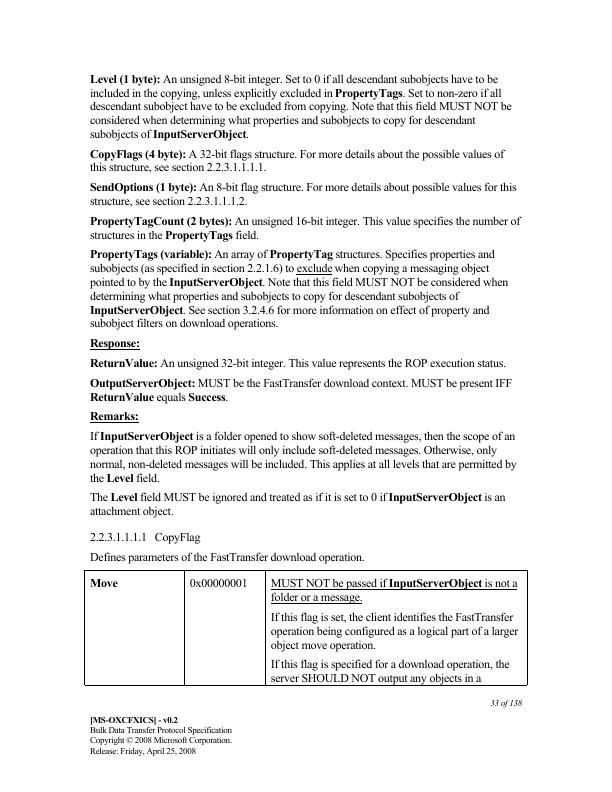 Level (1 byte): An unsigned 8-bit integer. Set to 0 if all descendant subobjects have to be
included in the copying, unless explicitly excluded in PropertyTags. Set to non-zero if all
descendant subobject have to be excluded from copying. Note that this field MUST NOT be
considered when determining what properties and subobjects to copy for descendant
subobjects of InputServerObject.
CopyFlags (4 byte): A 32-bit flags structure. For more details about the possible values of
this structure, see section 2.2.3.1.1.1.1.
SendOptions (1 byte): An 8-bit flag structure. For more details about possible values for this
structure, see section 2.2.3.1.1.1.2.
PropertyTagCount (2 bytes): An unsigned 16-bit integer. This value specifies the number of
structures in the PropertyTags field.
PropertyTags (variable): An array of PropertyTag structures. Specifies properties and
subobjects (as specified in section 2.2.1.6) to exclude when copying a messaging object
pointed to by the InputServerObject. Note that this field MUST NOT be considered when
determining what properties and subobjects to copy for descendant subobjects of
InputServerObject. See section 3.2.4.6 for more information on effect of property and
subobject filters on download operations.
Response:
ReturnValue: An unsigned 32-bit integer. This value represents the ROP execution status.
OutputServerObject: MUST be the FastTransfer download context. MUST be present IFF
ReturnValue equals Success.
Remarks:
If InputServerObject is a folder opened to show soft-deleted messages, then the scope of an
operation that this ROP initiates will only include soft-deleted messages. Otherwise, only
normal, non-deleted messages will be included. This applies at all levels that are permitted by
the Level field.
The Level field MUST be ignored and treated as if it is set to 0 if InputServerObject is an
attachment object.
2.2.3.1.1.1.1 CopyFlag
Defines parameters of the FastTransfer download operation.
Move 0x00000001 MUST NOT be passed if InputServerObject is not a
folder or a message.
If this flag is set, the client identifies the FastTransfer
operation being configured as a logical part of a larger
object move operation.
If this flag is specified for a download operation, the
server SHOULD NOT output any objects in a
33 of 138
[MS-OXCFXICS] - v0.2
Bulk Data Transfer Protocol Specification
Copyright © 2008 Microsoft Corporation.
Release: Friday, April 25, 2008